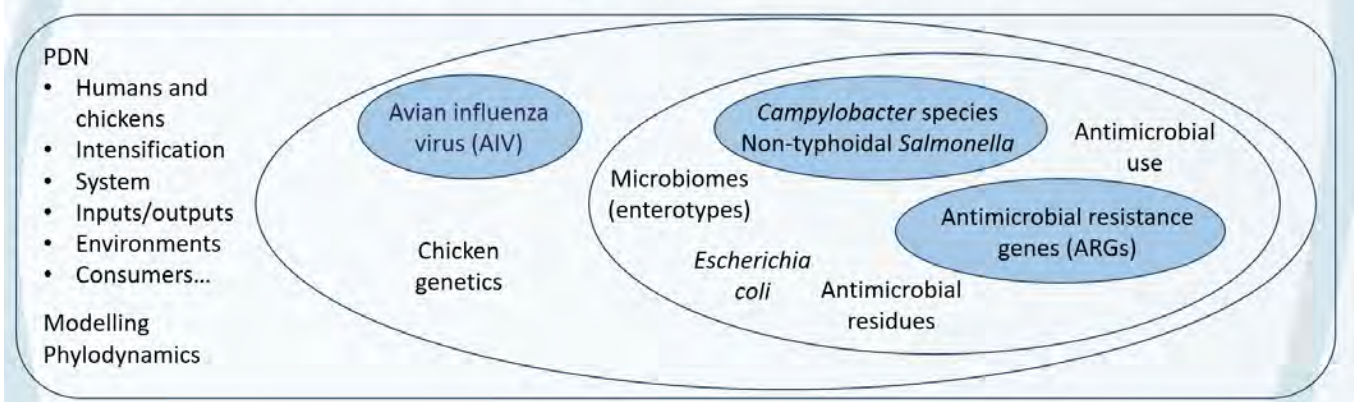 PDN
• Humans and
chickens
• Intensification
• System
• Inputs/outputs
• Environments
• Consumers...
Modelling
Phylodynamics
Avian influenza
virus (AIV)
Chicken
genetics
Campylobacter species
Non-typhoidal Salmonella
Antimicrobial
use
Microbiomes
(enterotypes)
Antimicrobial resistance
genes (ARGs)
Escherichia
coli
Antimicrobial
residues